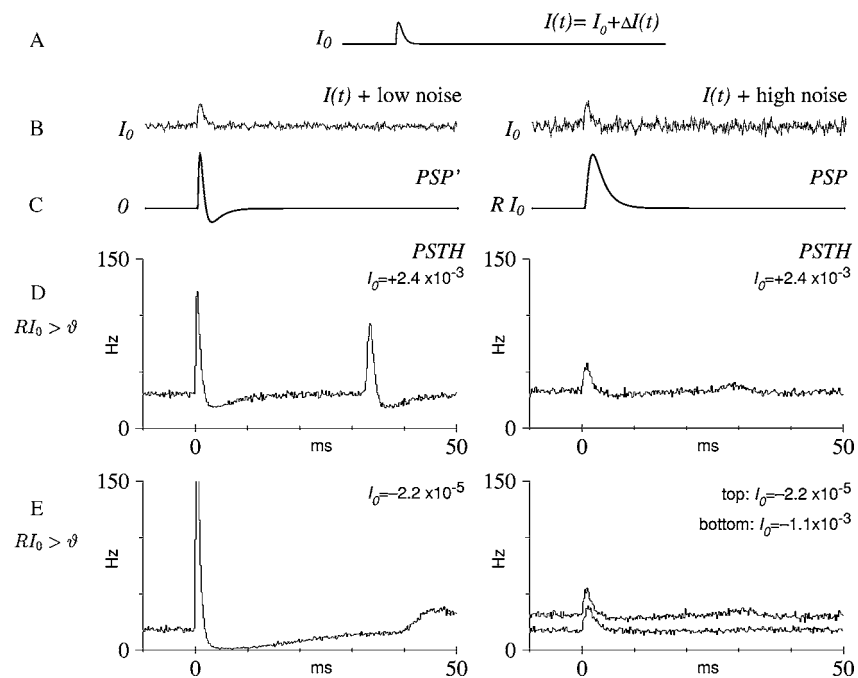 A
I₀
I(t)= I₀+ΔI(t)
B
I₀
I(t) + low noise
I₀
I(t) + high noise
C
0
PSP'
R I₀
PSP
D
RI₀ > ϑ
150
Hz
0
PSTH
I₀=+2.4 x10⁻³
0
ms
50
150
Hz
0
PSTH
I₀=+2.4 x10⁻³
0
ms
50
E
RI₀ > ϑ
150
Hz
0
I₀=−2.2 x10⁻⁵
0
ms
50
150
Hz
0
top: I₀=−2.2 x10⁻⁵
bottom: I₀=−1.1x10⁻³
0
ms
50